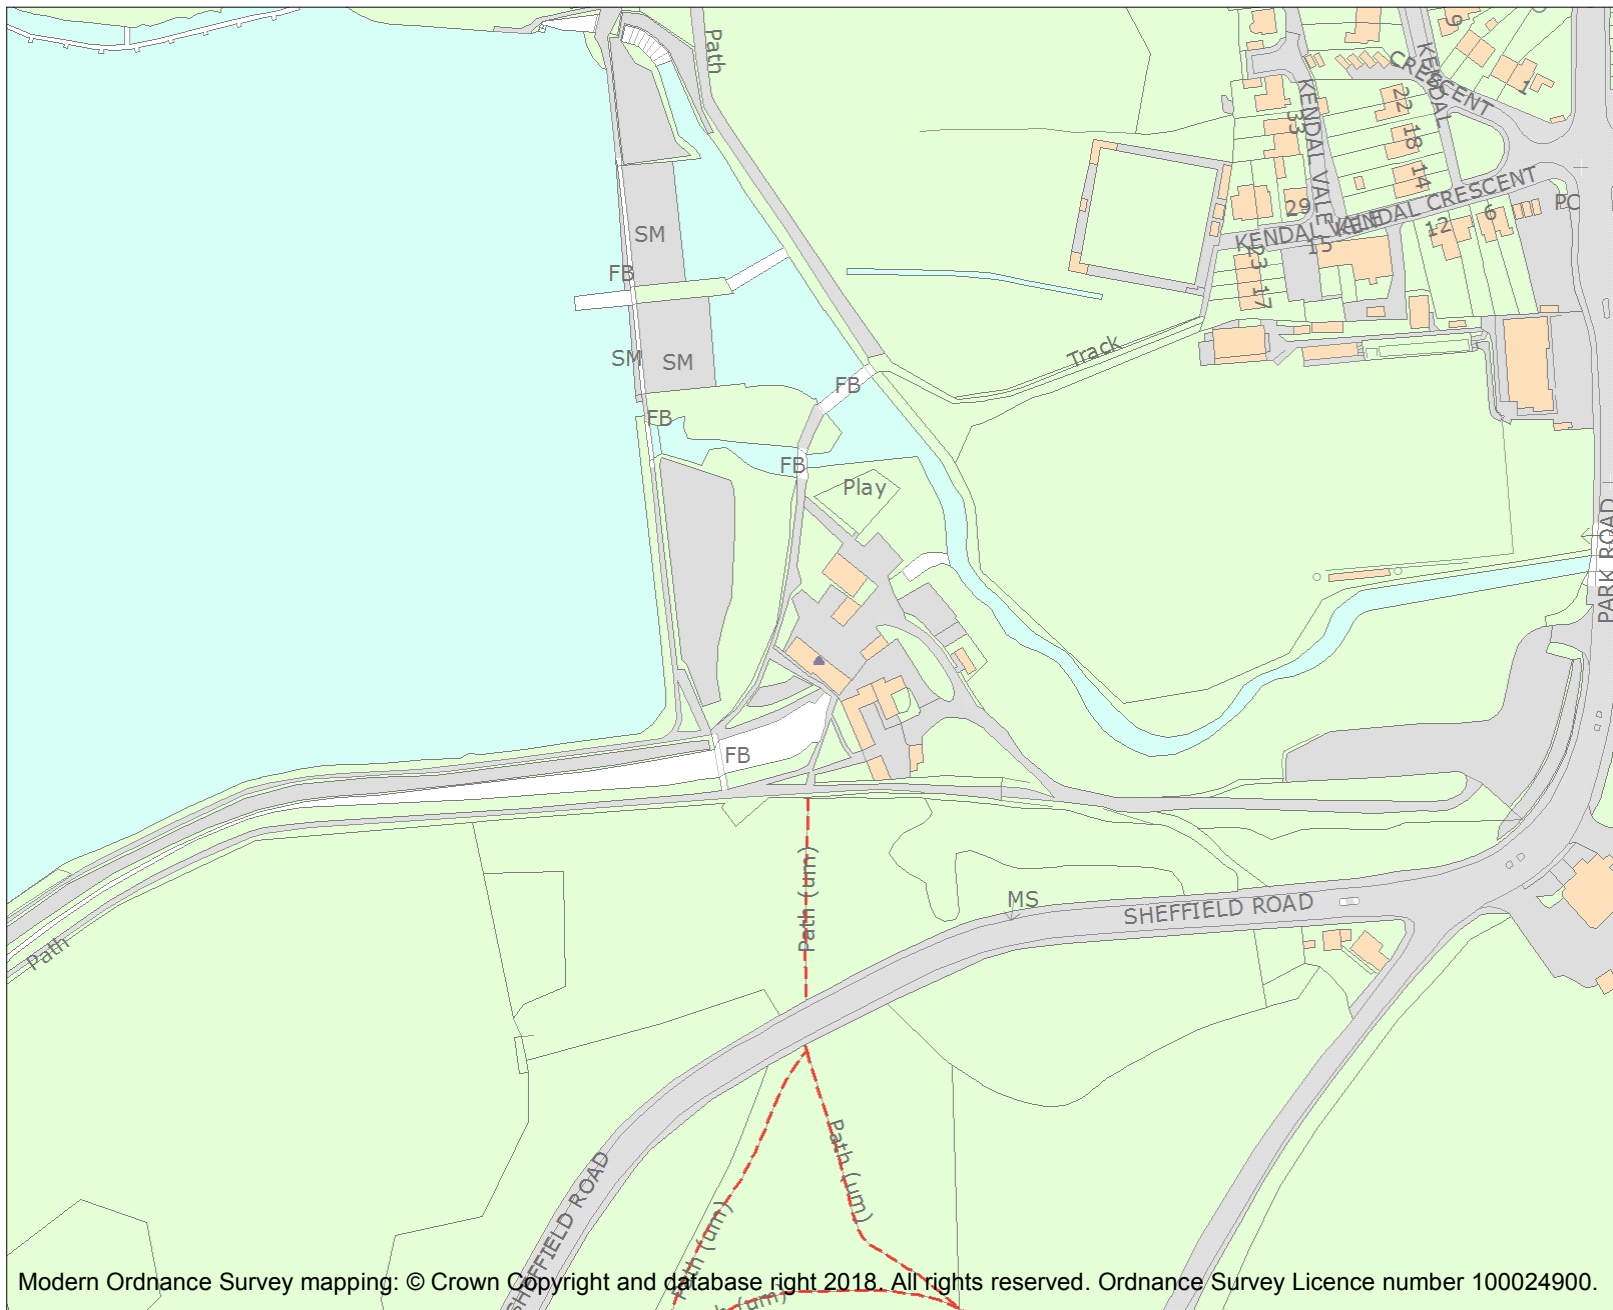 Path
9
KENDAL
CRESCENT
1
22
KENDAL VALE
33
18
14
29
KENDAL CRESCENT
PC
SM
KENDAL VALE
15
12
6
FB
23
17
SM
SM
Track
FB
FB
FB
Play
PARK ROAD
FB
Path (um)
MS
SHEFFIELD ROAD
Path
Path (um)
SHEFFIELD ROAD
Path (um)
Modern Ordnance Survey mapping: © Crown Copyright and database right 2018. All rights reserved. Ordnance Survey Licence number 100024900.